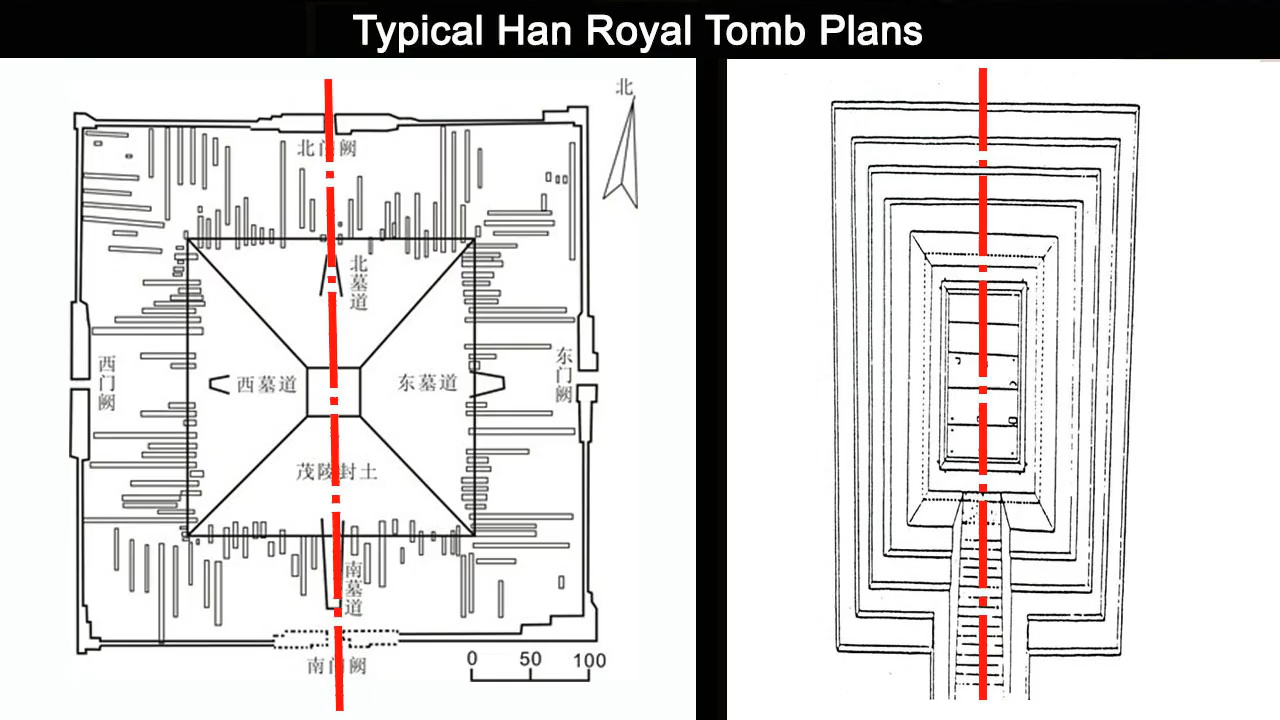 Typical Han Royal Tomb Plans
北
北门阙
北墓道
西门阙
西墓道
东墓道
东门阙
茂陵封土
南墓道
南门阙
0 50 100